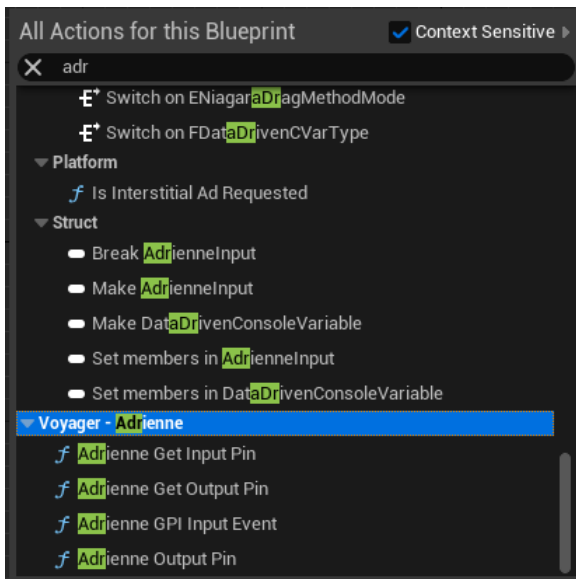 All Actions for this Blueprint
Context Sensitive
adr
Switch on ENiagaraDragMethodMode
Switch on FDataDrivenCVarType
Platform
Is Interstitial Ad Requested
Struct
Break AdrienneInput
Make AdrienneInput
Make DataDrivenConsoleVariable
Set members in AdrienneInput
Set members in DataDrivenConsoleVariable
Voyager - Adrienne
Adrienne Get Input Pin
Adrienne Get Output Pin
Adrienne GPI Input Event
Adrienne Output Pin